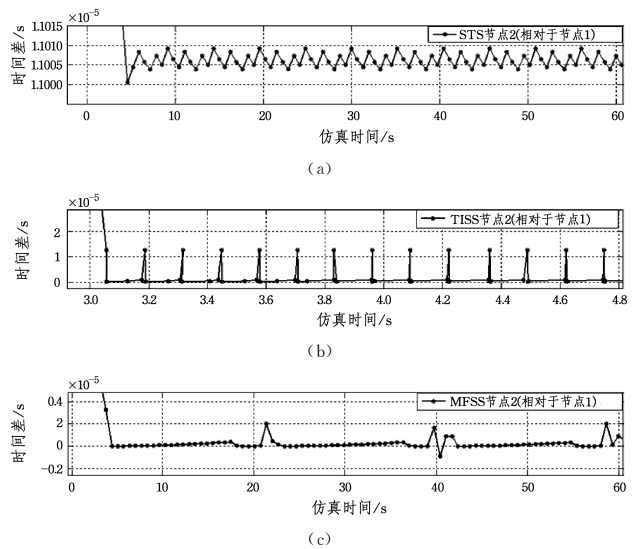 ×10⁻⁵
1.1015
1.1010
1.1005
1.1000
时间差/s
STS节点2(相对于节点1)
0 10 20 30 40 50 60
仿真时间/s
（a）
×10⁻⁵
2
1
0
时间差/s
TISS节点2(相对于节点1)
3.0 3.2 3.4 3.6 3.8 4.0 4.2 4.4 4.6 4.8
仿真时间/s
（b）
×10⁻⁵
0.4
2
0
−0.2
时间差/s
MFSS节点2(相对于节点1)
0 10 20 30 40 50 60
仿真时间/s
（c）